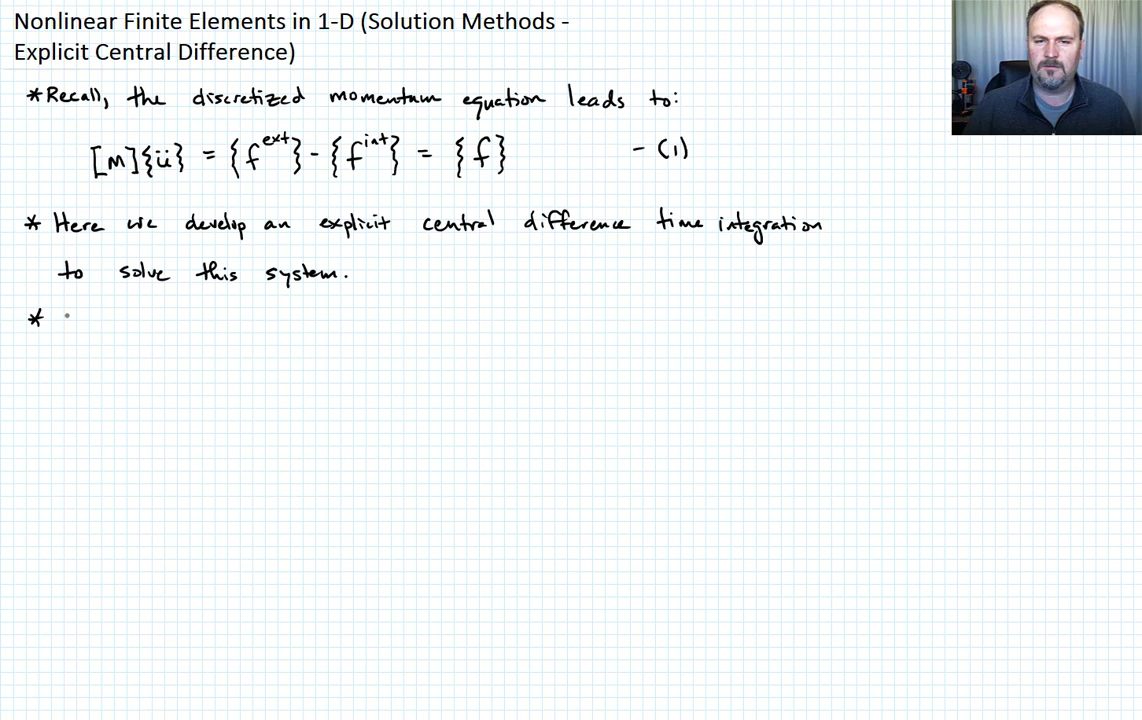 Nonlinear Finite Elements in 1-D (Solution Methods -
Explicit Central Difference)
*Recall, the discretized momentum equation leads to:
[M]{ü} = {f^ext} - {f^int} = {f} - (1)
* Here we develop an explicit central difference time integration
to solve this system.
*